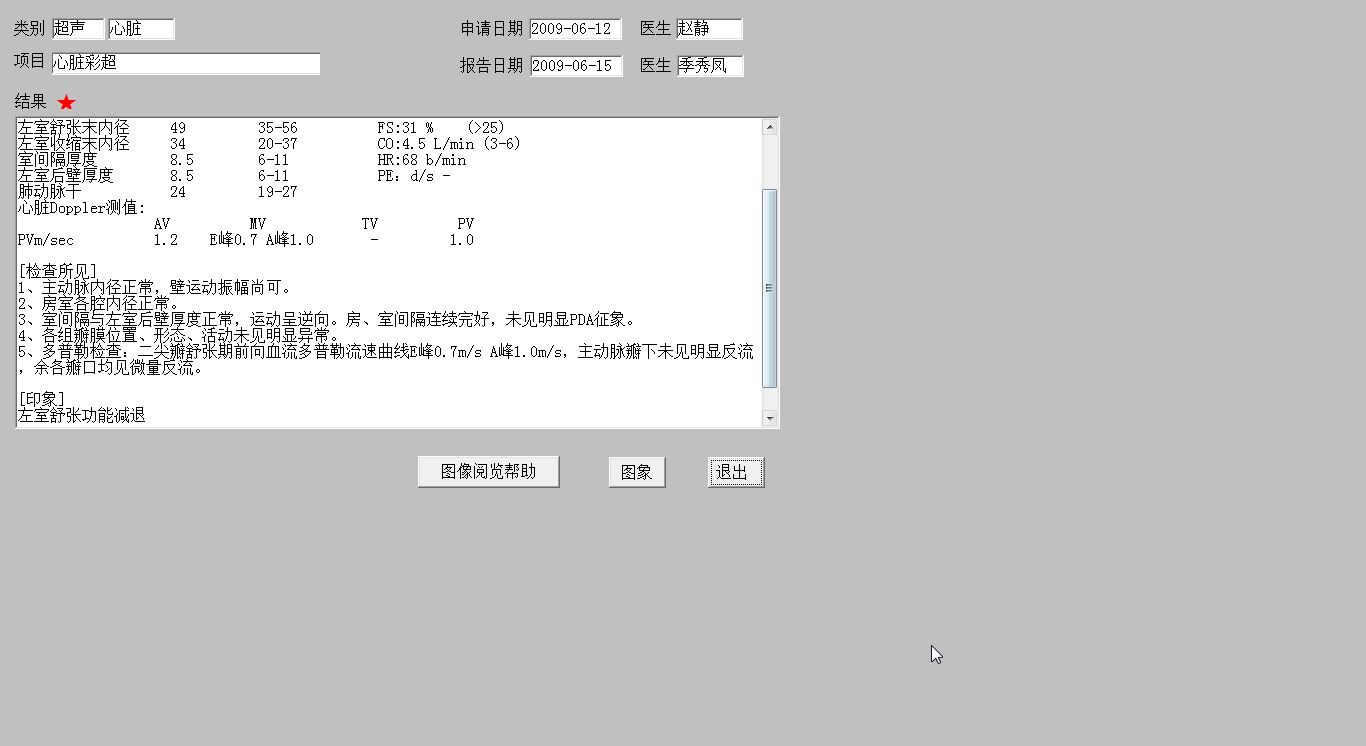 类别 超声 心脏 申请日期 2009-06-12 医生 赵静
项目 心脏彩超 报告日期 2009-06-15 医生 季秀凤
结果 ★
左室舒张末内径 49 35-56 FS:31 % (>25)
左室收缩末内径 34 20-37 CO:4.5 L/min (3-6)
室间隔厚度 8.5 6-11 HR:68 b/min
左室后壁厚度 8.5 6-11 PE: d/s -
肺动脉干 24 19-27
心脏Doppler测值:
AV MV TV PV
PVm/sec 1.2 E峰0.7 A峰1.0 - 1.0
[检查所见]
1、主动脉内径正常，壁运动振幅尚可。
2、房室各腔内径正常。
3、室间隔与左室后壁厚度正常，运动呈逆向。房、室间隔连续完好，未见明显PDA征象。
4、各组瓣膜位置、形态、活动未见明显异常。
5、多普勒检查：二尖瓣舒张期前向血流多普勒流速曲线E峰0.7m/s A峰1.0m/s，主动脉瓣下未见明显反流
，余各瓣口均见微量反流。
[印象]
左室舒张功能减退
图像阅览帮助 图象 退出